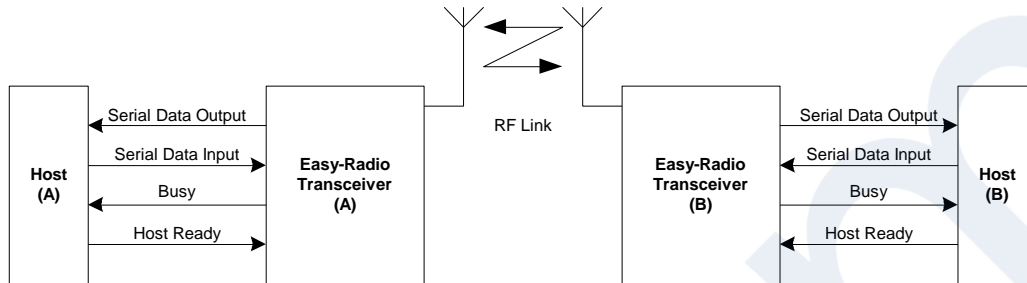 RF Link
Serial Data Output
Serial Data Input
Busy
Host Ready
Host
(A)
Easy-Radio
Transceiver
(A)
Easy-Radio
Transceiver
(B)
Serial Data Output
Serial Data Input
Busy
Host Ready
Host
(B)